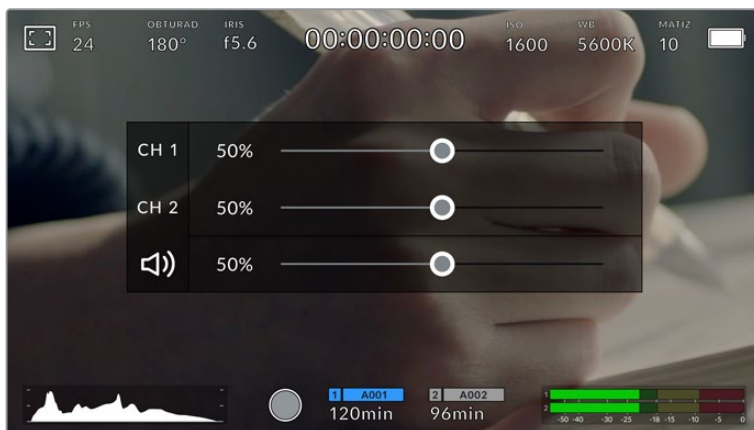 FPS OBTURAD. IRIS ISO WB MATIZ
24 180° f5.6 00:00:00:00 1600 5600K 10
CH 1 50%
CH 2 50%
50%
1 A001 2 A002
120min 96min
1
2
-50 -40 -30 -25 -18 -15 -10 -5 0